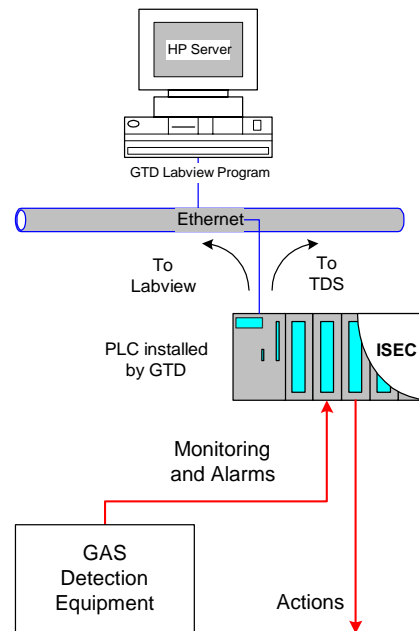 HP Server
GTD Labview Program
Ethernet
To
Labview
To
TDS
PLC installed
by GTD
ISEC
Monitoring
and Alarms
GAS
Detection
Equipment
Actions